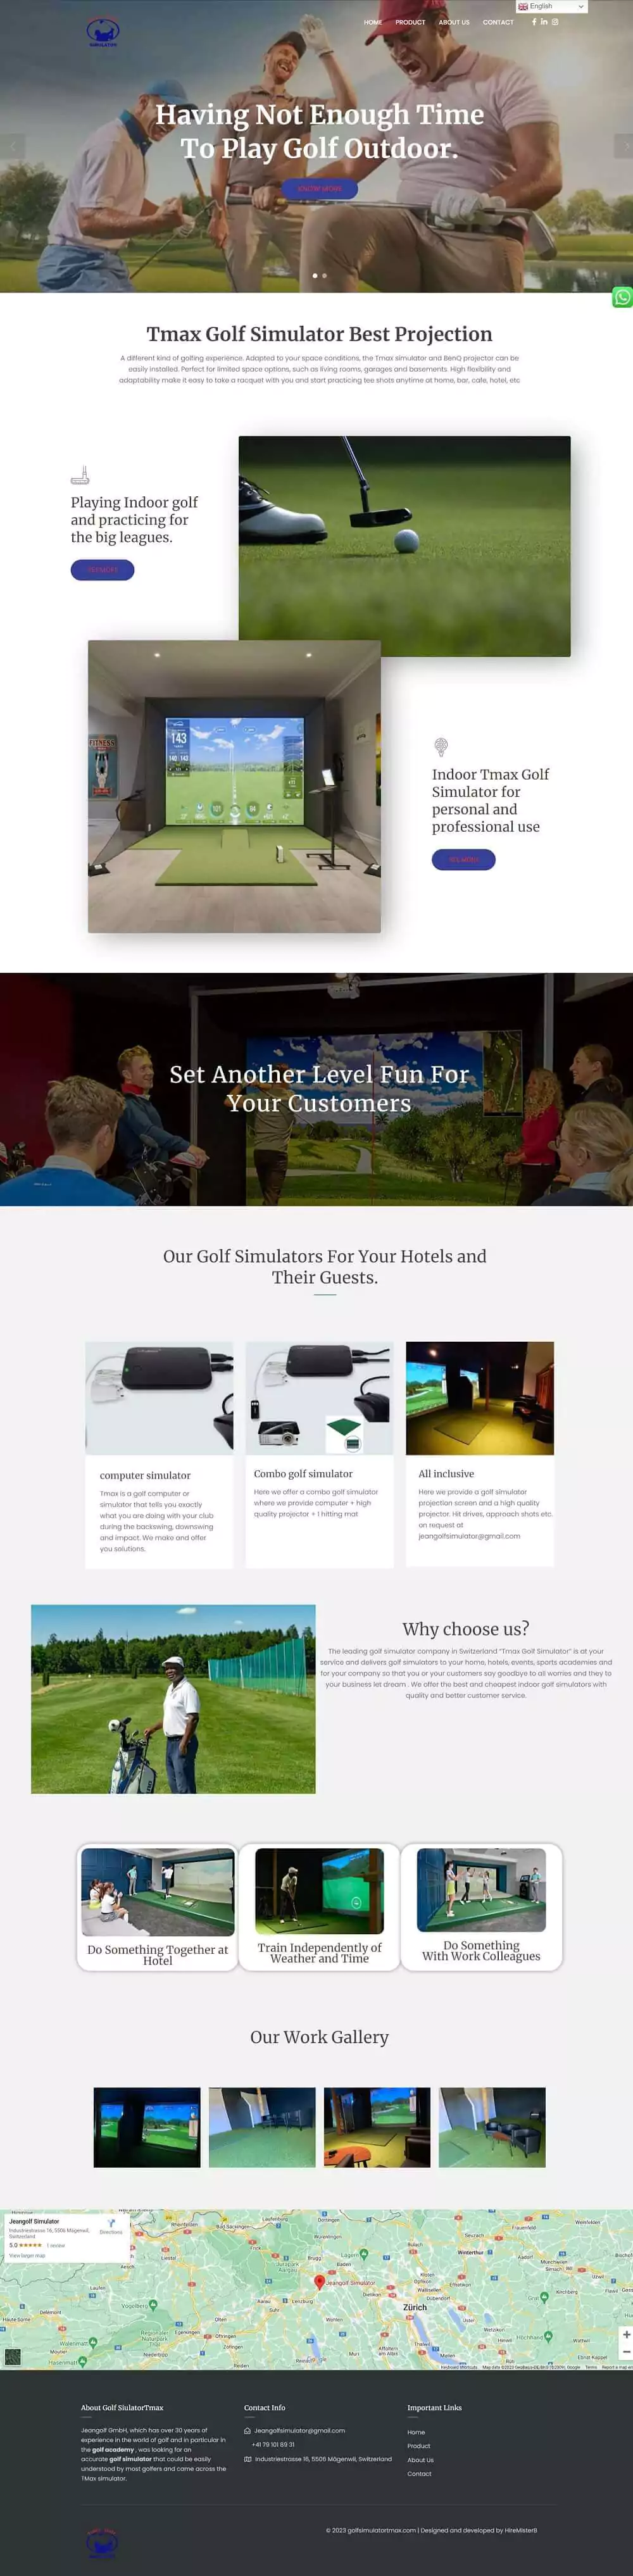 English
HOME PRODUCT ABOUT US CONTACT
SIMULATOR
Having Not Enough Time
To Play Golf Outdoor.
Tmax Golf Simulator Best Projection
A different kind of golfing experience. Adapted to your space conditions, the Tmax simulator and BenQ projector can be
easily installed. Perfect for limited space options, such as living rooms, garages and basements. High flexibility and
adaptability make it easy to take a racquet with you and start practicing tee shots anytime at home, bar, cafe, hotel, etc
Playing Indoor golf
and practicing for
the big leagues.
FITNESS
143
Indoor Tmax Golf
Simulator for
personal and
professional use
Set Another Level Fun For
Your Customers
Our Golf Simulators For Your Hotels and
Their Guests.
computer simulator
Tmax is a golf computer or
simulator that tells you exactly
what you are doing with your club
during the backswing, downswing
and impact. We make and offer
you solutions.
Combo golf simulator
Here we offer a combo golf simulator
where we provide computer + high
quality projector + 1 hitting mat
All inclusive
Here we provide a golf simulator
projection screen and a high quality
projector. Hit drives, approach shots etc.
on request at
jeangolfsimulator@gmail.com
Why choose us?
The leading golf simulator company in Switzerland "Tmax Golf Simulator" is at your
service and delivers golf simulators to your home, hotels, events, sports academies and
for your company so that you or your customers say goodbye to all worries and they to
your business let dream . We offer the best and cheapest indoor golf simulators with
quality and better customer service.
Do Something Together at
Hotel
Train Independently of
Weather and Time
Do Something
With Work Colleagues
Our Work Gallery
Jeangolf Simulator
Industriestrasse 16, 5506 Mägenwil,
Switzerland
5.0 1 review
View larger map
Directions
Jeangolf Simulator
Zürich
Winterthur
Aarau
Lenzburg
Olten
Zofingen
Baden
Brugg
Frauenfeld
Liestal
Laufen
Wohlen
Uster
Wattwil
About Golf SiulatorTmax
Jeangolf GmbH, which has over 30 years of
experience in the world of golf and in particular in
the golf academy , was looking for an
accurate golf simulator that could be easily
understood by most golfers and came across the
TMax simulator.
Contact Info
Jeangolfsimulator@gmail.com
+41 79 101 89 31
Industriestrasse 16, 5506 Mägenwil, Switzerland
Important Links
Home
Product
About Us
Contact
© 2023 golfsimulatortmax.com | Designed and developed by HireMisterB